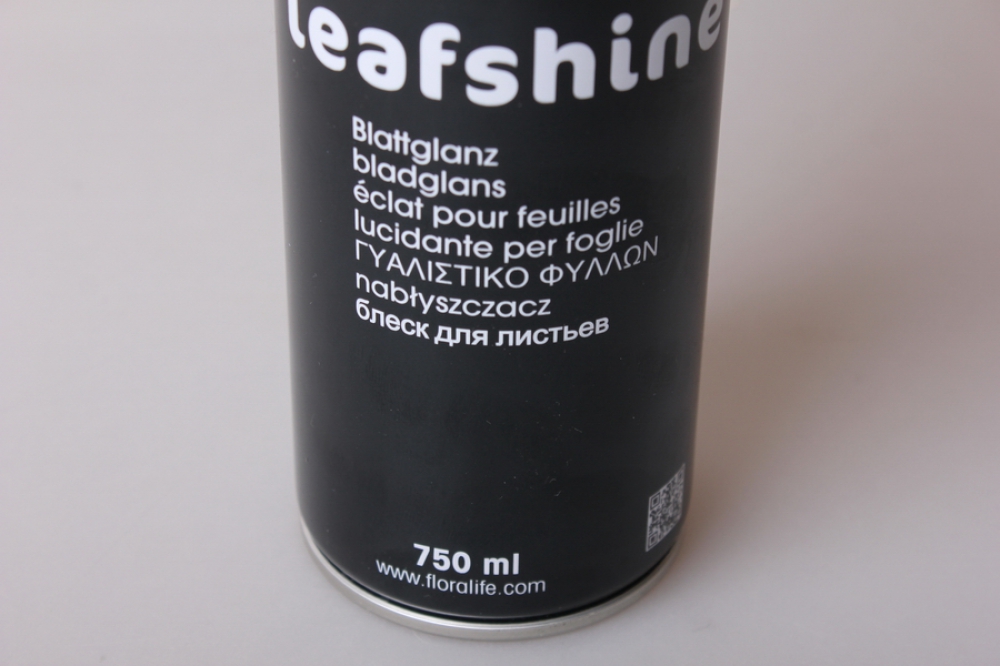 leafshine
Blattglanz
bladglans
éclat pour feuilles
lucidante per foglie
ΓΥΑΛΙΣΤΙΚΟ ΦΥΛΛΩΝ
nabłyszczacz
блеск для листьев
750 ml
www.floralife.com